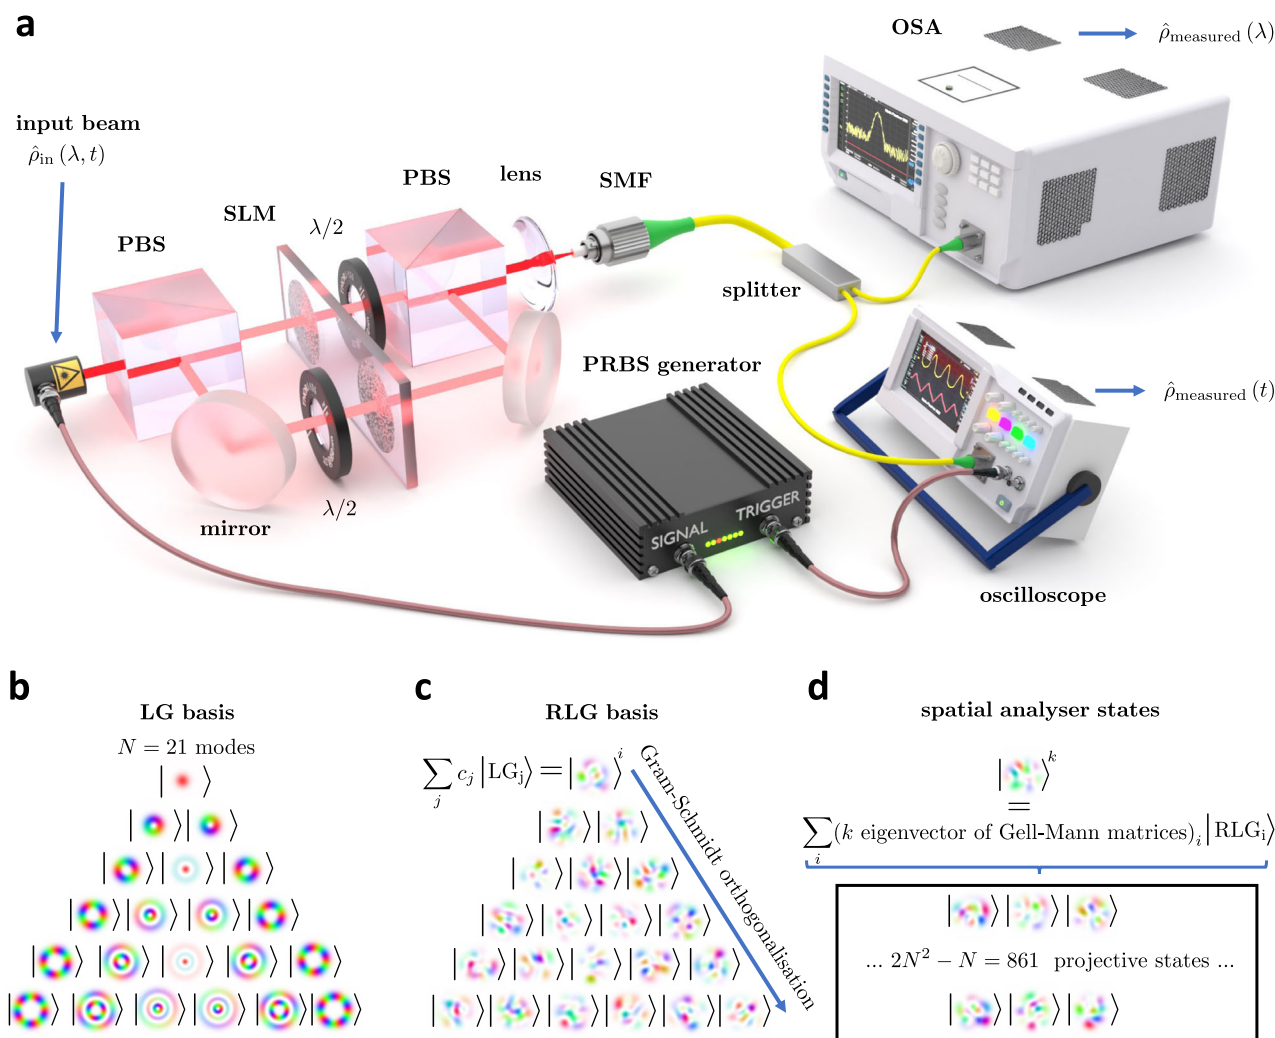 a
OSA
ρ̂measured (λ)
input beam
ρ̂in (λ, t)
PBS
SLM
λ/2
PBS
lens
SMF
splitter
PRBS generator
ρ̂measured (t)
SIGNAL
TRIGGER
mirror
λ/2
oscilloscope
b
LG basis
N = 21 modes
c
RLG basis
∑j cj |LGj⟩ = | ⟩i
Gram-Schmidt orthogonalisation
d
spatial analyser states
| ⟩k
=
∑i (k eigenvector of Gell-Mann matrices)i |RLGi⟩
... 2N² − N = 861 projective states ...